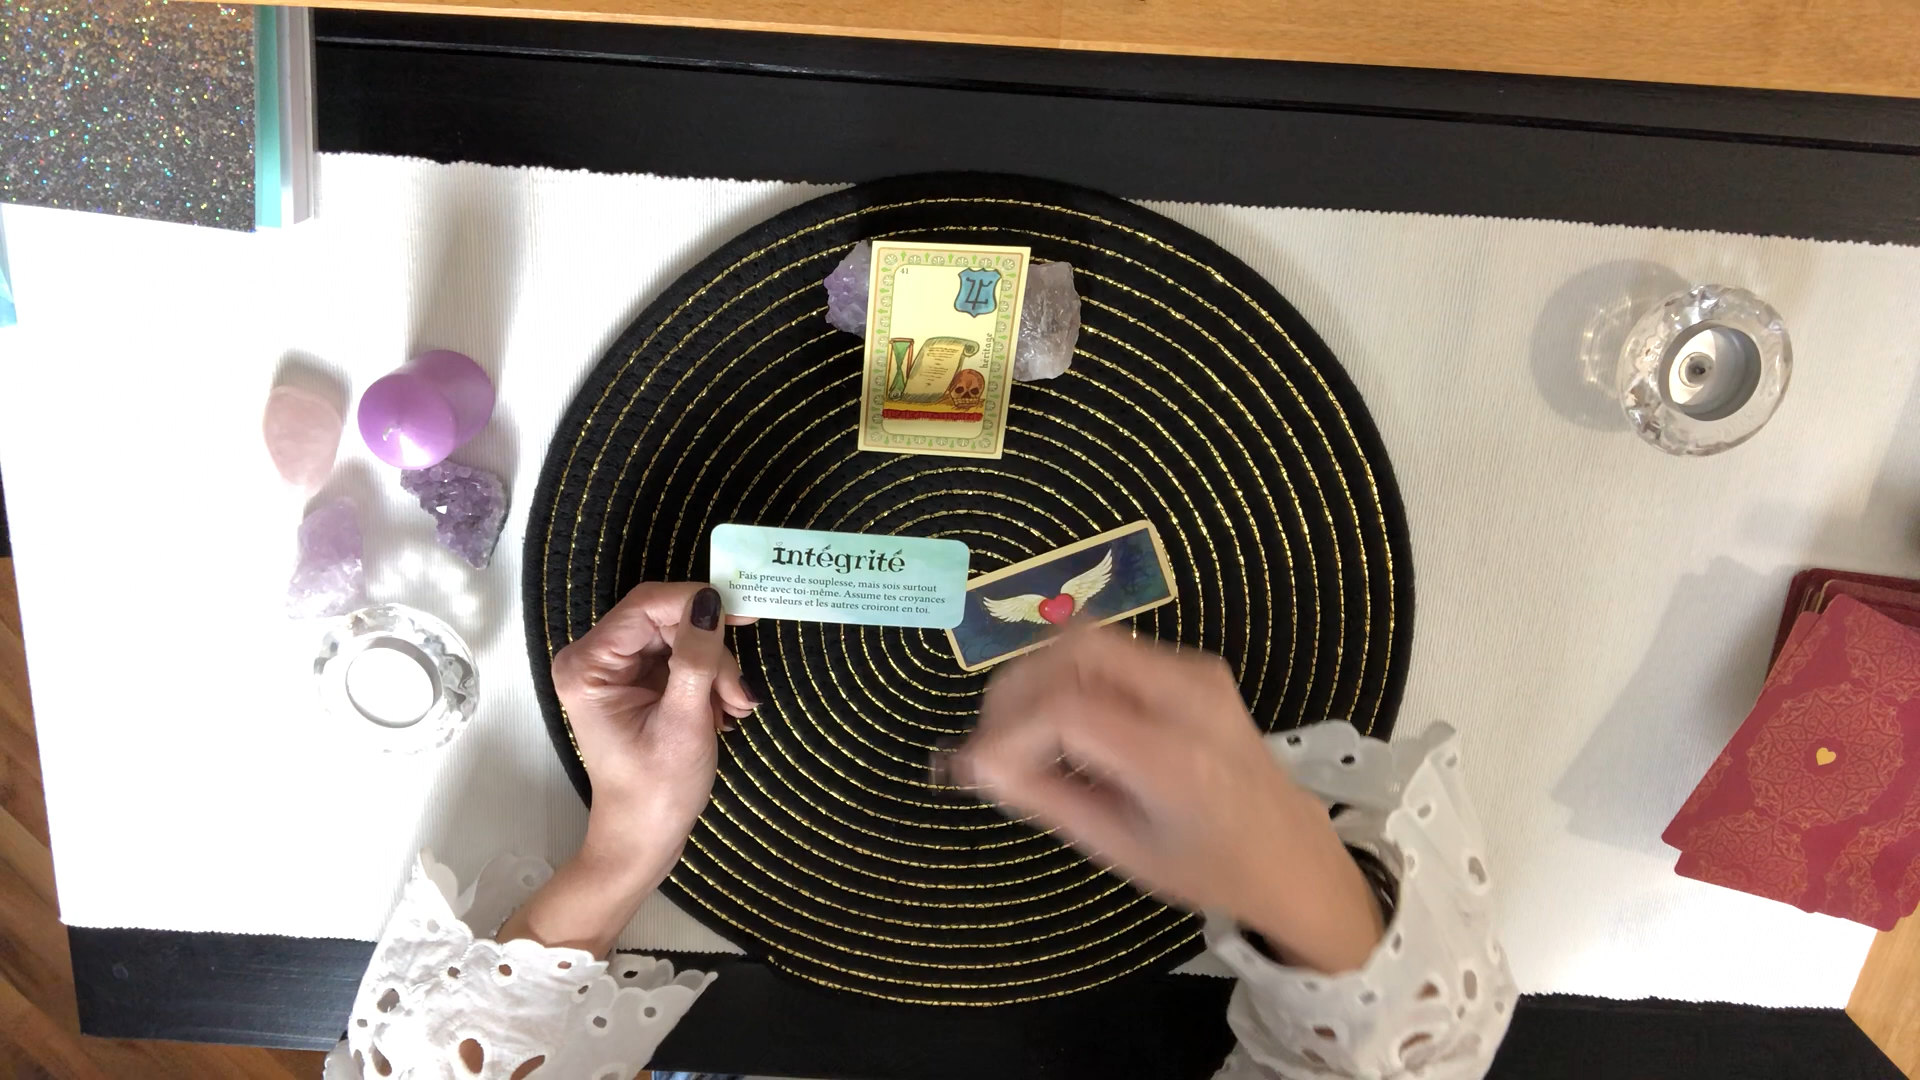 41
héritage
intégrité
Fais preuve de souplesse, mais sois surtout
honnête avec toi-même. Assume tes croyances
et tes valeurs et les autres croiront en toi.